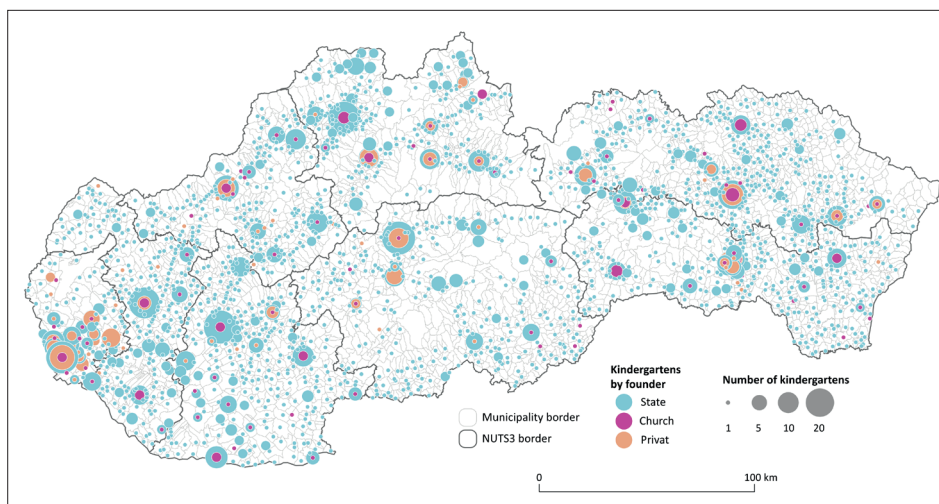 Kindergartens
by founder
State
Church
Privat
Number of kindergartens
1 5 10 20
Municipality border
NUTS3 border
0 100 km